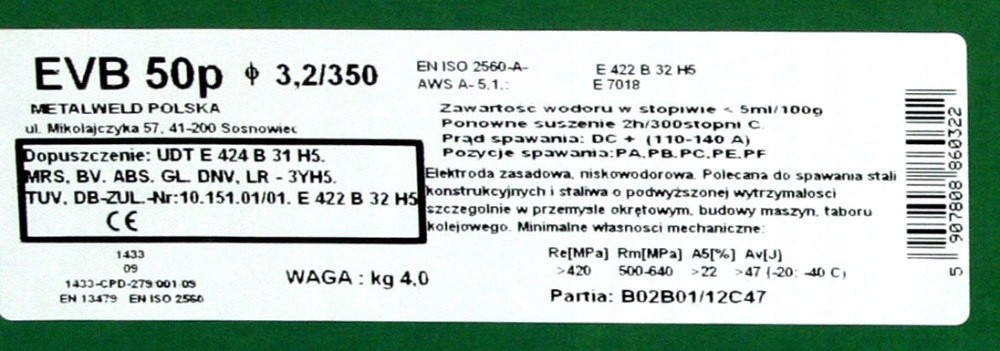 EVB 50p ϕ 3,2/350
METALWELD POLSKA
ul. Mikolajczyka 57, 41-200 Sosnowiec
Dopuszczenie: UDT E 424 B 31 H5.
MRS, BV. ABS. GL. DNV, LR - 3YH5.
TUV, DB-ZUL.-Nr:10.151.01/01. E 422 B 32 H5
CE
1433
09
1433-CPD-279 001 09
EN 13479 EN ISO 2560
WAGA : kg 4.0
EN ISO 2560-A- E 422 B 32 H5
AWS A- 5.1.: E 7018
Zawartosc wodoru w stopiwie < 5ml/100g
Ponowne suszenie 2h/300stopni C.
Prąd spawania: DC + (110-140 A)
Pozycje spawania:PA,PB,PC,PE,PF
Elektroda zasadowa, niskowodorowa. Polecana do spawania stali
konstrukcyjnych i staliwa o podwyższonej wytrzymalosci
szczegolnie w przemysle okrętowym, budowy maszyn, taboru
kolejowego. Minimalne własnosci mechaniczne:
Re[MPa] Rm[MPa] A5[%] Av[J]
>420 500-640 >22 >47 (-20; -40 C)
Partia: B02B01/12C47
5 907808 860322